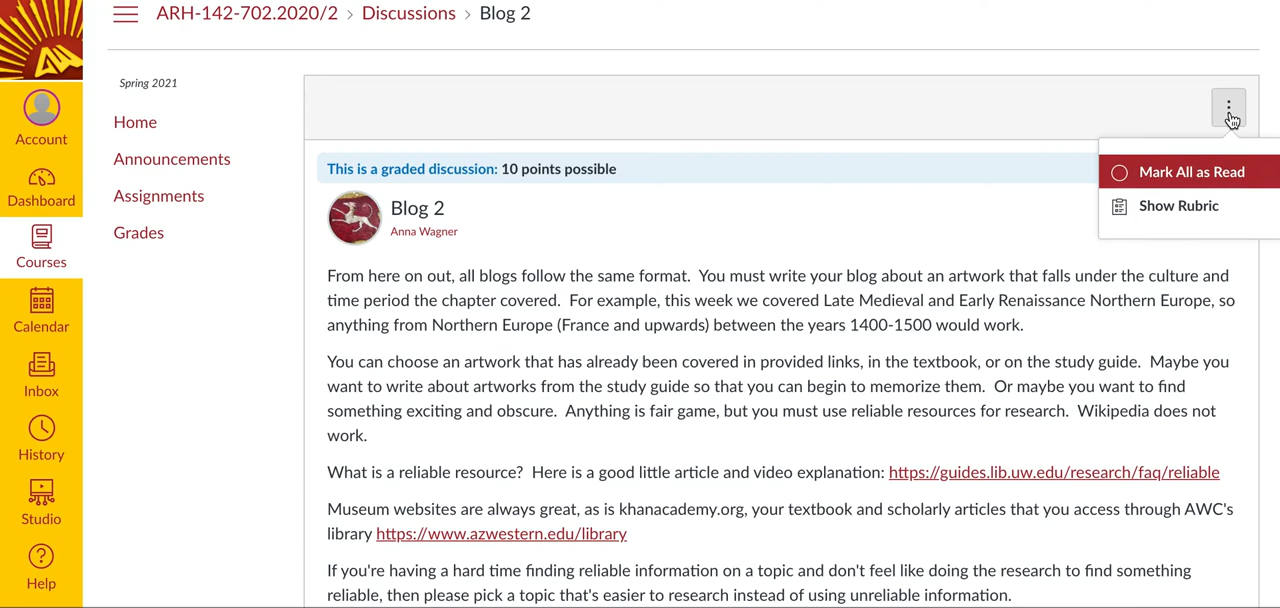 ARH-142-702.2020/2 > Discussions > Blog 2
Spring 2021
Account
Dashboard
Courses
Calendar
Inbox
History
Studio
Help
Home
Announcements
Assignments
Grades
Mark All as Read
Show Rubric
This is a graded discussion: 10 points possible
Blog 2
Anna Wagner
From here on out, all blogs follow the same format.  You must write your blog about an artwork that falls under the culture and
time period the chapter covered.  For example, this week we covered Late Medieval and Early Renaissance Northern Europe, so
anything from Northern Europe (France and upwards) between the years 1400-1500 would work.
You can choose an artwork that has already been covered in provided links, in the textbook, or on the study guide.  Maybe you
want to write about artworks from the study guide so that you can begin to memorize them.  Or maybe you want to find
something exciting and obscure.  Anything is fair game, but you must use reliable resources for research.  Wikipedia does not
work.
What is a reliable resource?  Here is a good little article and video explanation: https://guides.lib.uw.edu/research/faq/reliable
Museum websites are always great, as is khanacademy.org, your textbook and scholarly articles that you access through AWC's
library https://www.azwestern.edu/library
If you're having a hard time finding reliable information on a topic and don't feel like doing the research to find something
reliable, then please pick a topic that's easier to research instead of using unreliable information.